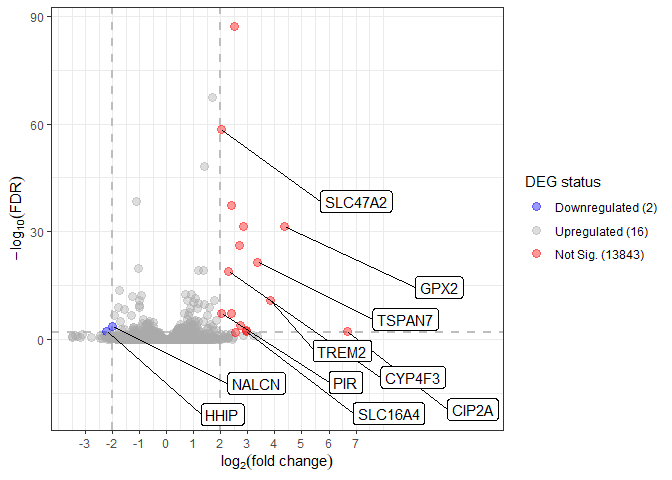 90
60
30
0
−log10(FDR)
SLC47A2
GPX2
TSPAN7
TREM2
CYP4F3
PIR
NALCN
CIP2A
SLC16A4
HHIP
-3 -2 -1 0 1 2 3 4 5 6 7
log2(fold change)
DEG status
Downregulated (2)
Upregulated (16)
Not Sig. (13843)